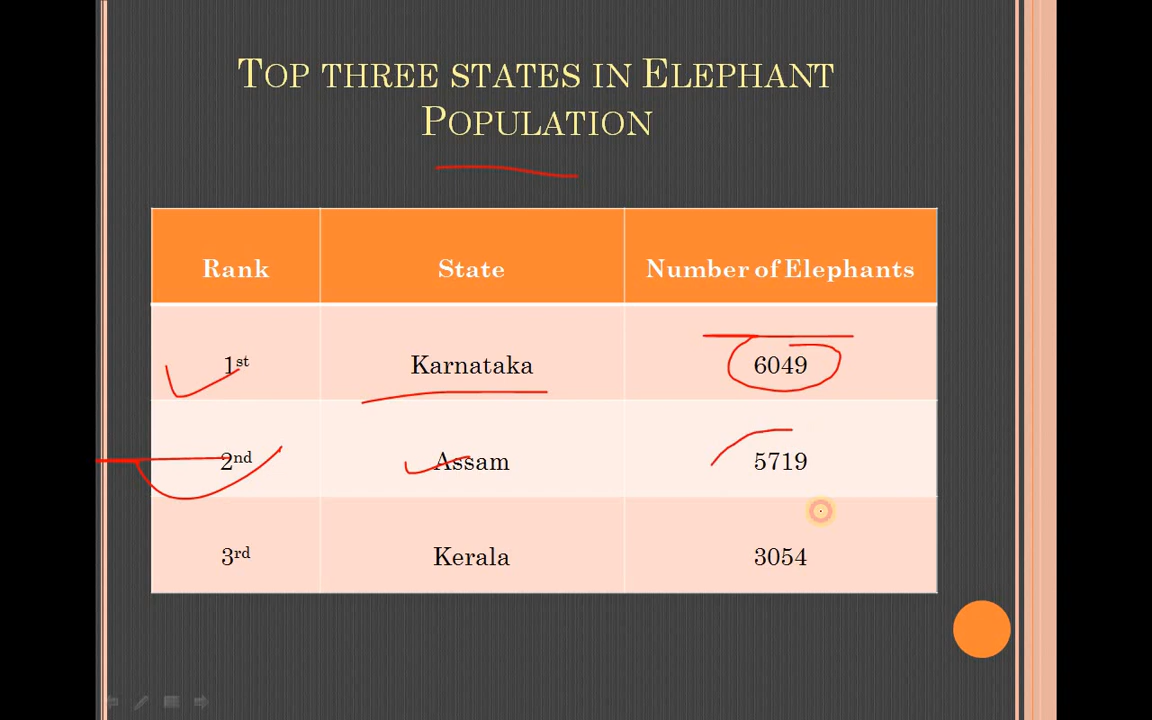 Top three states in Elephant
Population
Rank State Number of Elephants
1st Karnataka 6049
2nd Assam 5719
3rd Kerala 3054